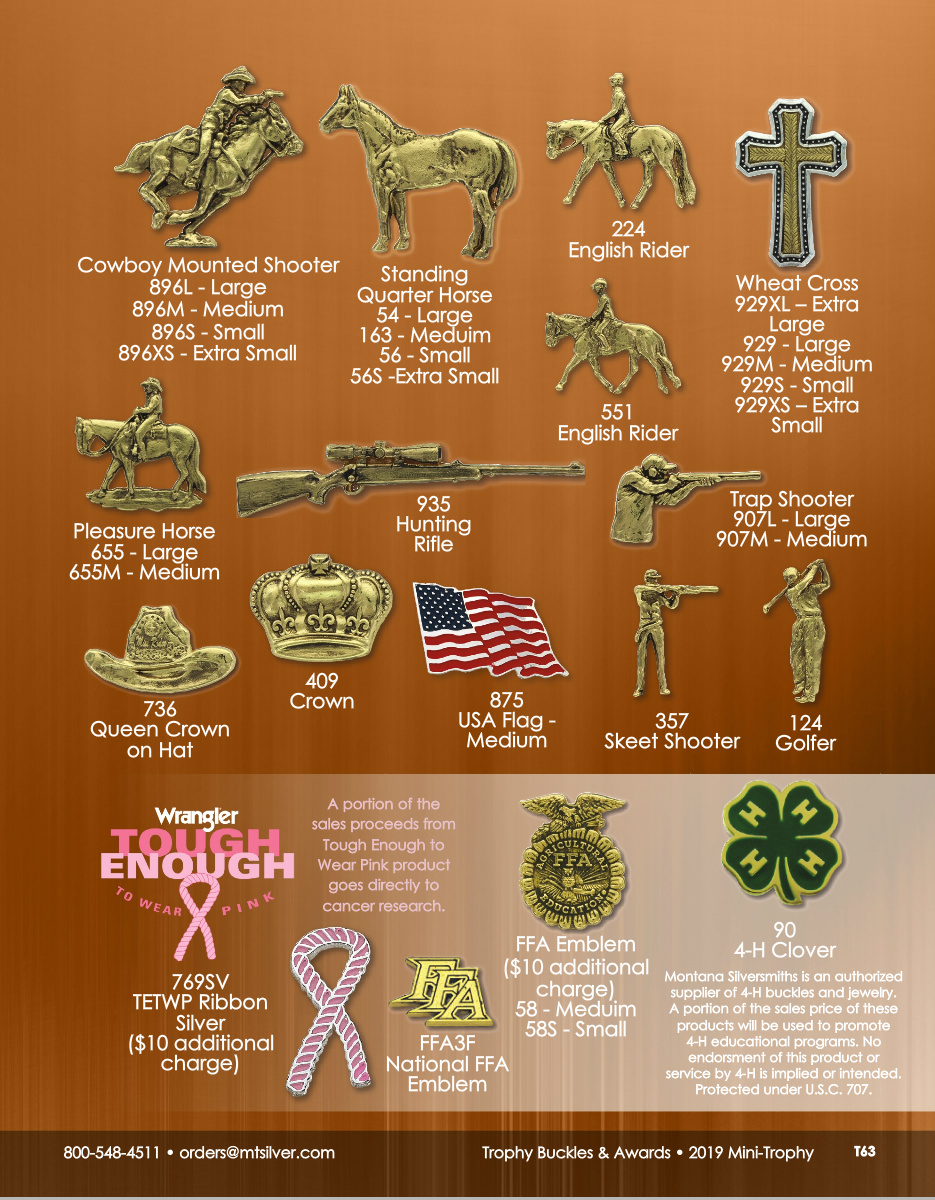 Cowboy Mounted Shooter
896L - Large
896M - Medium
896S - Small
896XS - Extra Small
Standing
Quarter Horse
54 - Large
163 - Meduim
56 - Small
56S -Extra Small
224
English Rider
551
English Rider
Wheat Cross
929XL – Extra
Large
929 - Large
929M - Medium
929S - Small
929XS – Extra
Small
Pleasure Horse
655 - Large
655M - Medium
935
Hunting
Rifle
Trap Shooter
907L - Large
907M - Medium
736
Queen Crown
on Hat
409
Crown
875
USA Flag -
Medium
357
Skeet Shooter
124
Golfer
Wrangler
TOUGH
ENOUGH
TO WEAR PINK
769SV
TETWP Ribbon
Silver
($10 additional
charge)
A portion of the
sales proceeds from
Tough Enough to
Wear Pink product
goes directly to
cancer research.
FFA
FFA3F
National FFA
Emblem
AGRICULTURAL
FFA
EDUCATION
FFA Emblem
($10 additional
charge)
58 - Meduim
58S - Small
H H
H H
90
4-H Clover
Montana Silversmiths is an authorized
supplier of 4-H buckles and jewelry.
A portion of the sales price of these
products will be used to promote
4-H educational programs. No
endorsment of this product or
service by 4-H is implied or intended.
Protected under U.S.C. 707.
800-548-4511 • orders@mtsilver.com
Trophy Buckles & Awards • 2019 Mini-Trophy T63